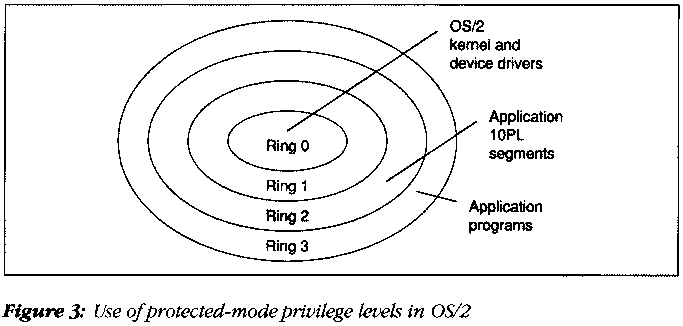 OS/2
kernel and
device drivers
Application
10PL
segments
Application
programs
Ring 0
Ring 1
Ring 2
Ring 3
Figure 3: Use of protected-mode privilege levels in OS/2